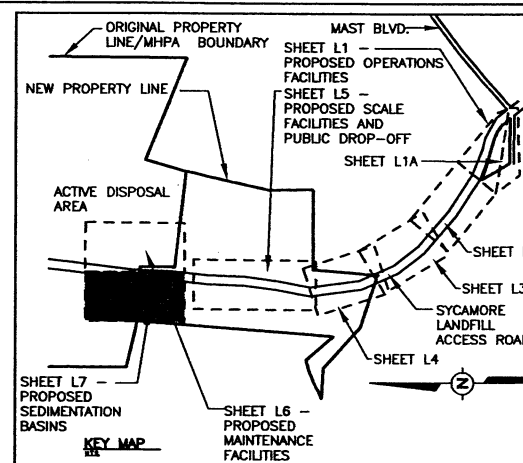 ORIGINAL PROPERTY
LINE/MHPA BOUNDARY
MAST BLVD.
SHEET L1 –
PROPOSED OPERATIONS
FACILITIES
NEW PROPERTY LINE
SHEET L5 –
PROPOSED SCALE
FACILITIES AND
PUBLIC DROP-OFF
SHEET L1A
ACTIVE DISPOSAL
AREA
SHEET L
SHEET L3
SYCAMORE
LANDFILL
ACCESS ROA
SHEET L4
N
SHEET L7 –
PROPOSED
SEDIMENTATION
BASINS
SHEET L6 –
PROPOSED
MAINTENANCE
FACILITIES
KEY MAP